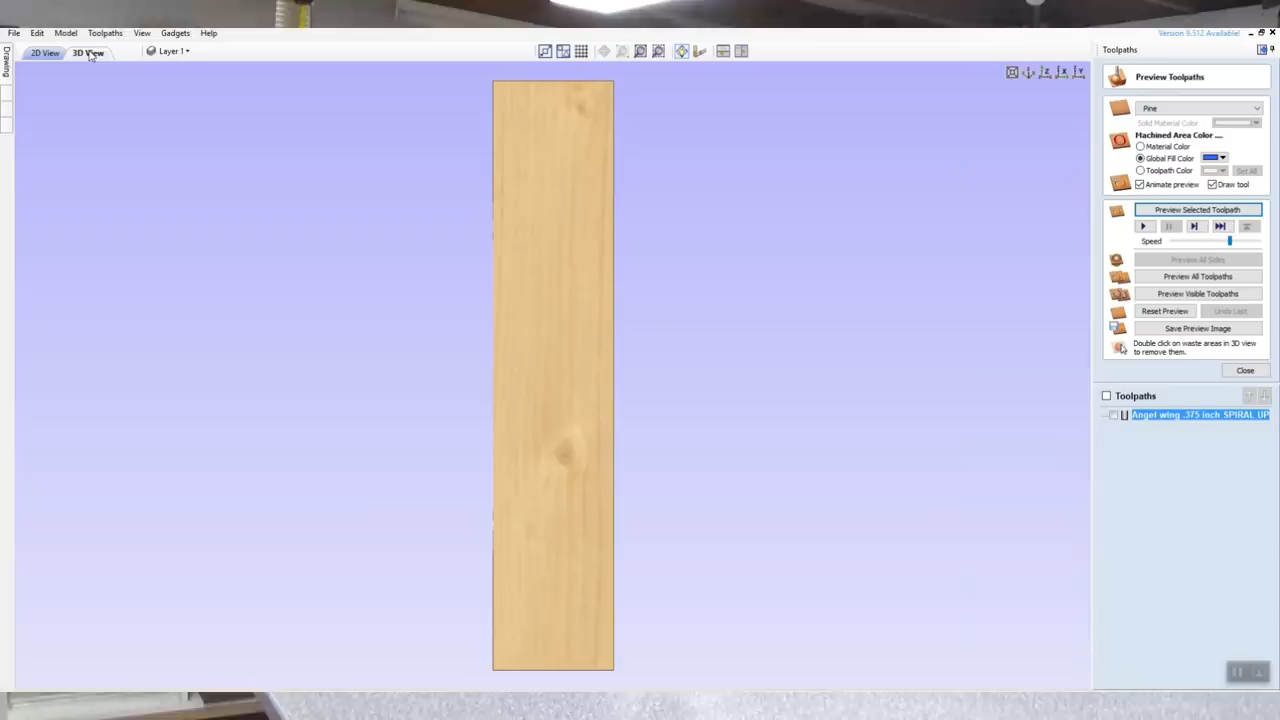 File Edit Model Toolpaths View Gadgets Help
Version 9.512 Available!
Drawing
2D View 3D View Layer 1
Toolpaths
Preview Toolpaths
Pine
Solid Material Color
Machined Area Color ....
Material Color
Global Fill Color
Toolpath Color Set All
Animate preview Draw tool
Preview Selected Toolpath
Speed
Preview All Sides
Preview All Toolpaths
Preview Visible Toolpaths
Reset Preview Undo Last
Save Preview Image
Double click on waste areas in 3D view
to remove them.
Close
Toolpaths
Angel wing .375 inch SPIRAL UP